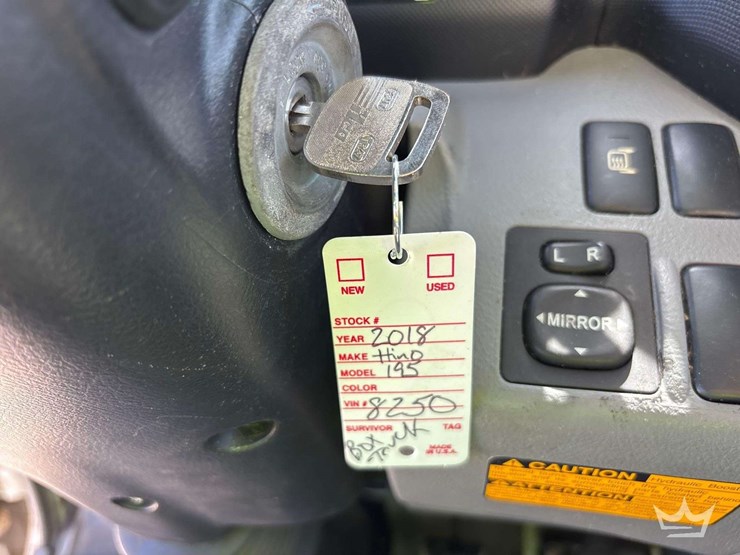 NEW USED
STOCK #
YEAR 2018
MAKE Hino
MODEL 195
COLOR
VIN # 8250
SURVIVOR TAG
BOX Truck
MADE
IN U.S.A.
L R
MIRROR
CAUTION
ATTENTION